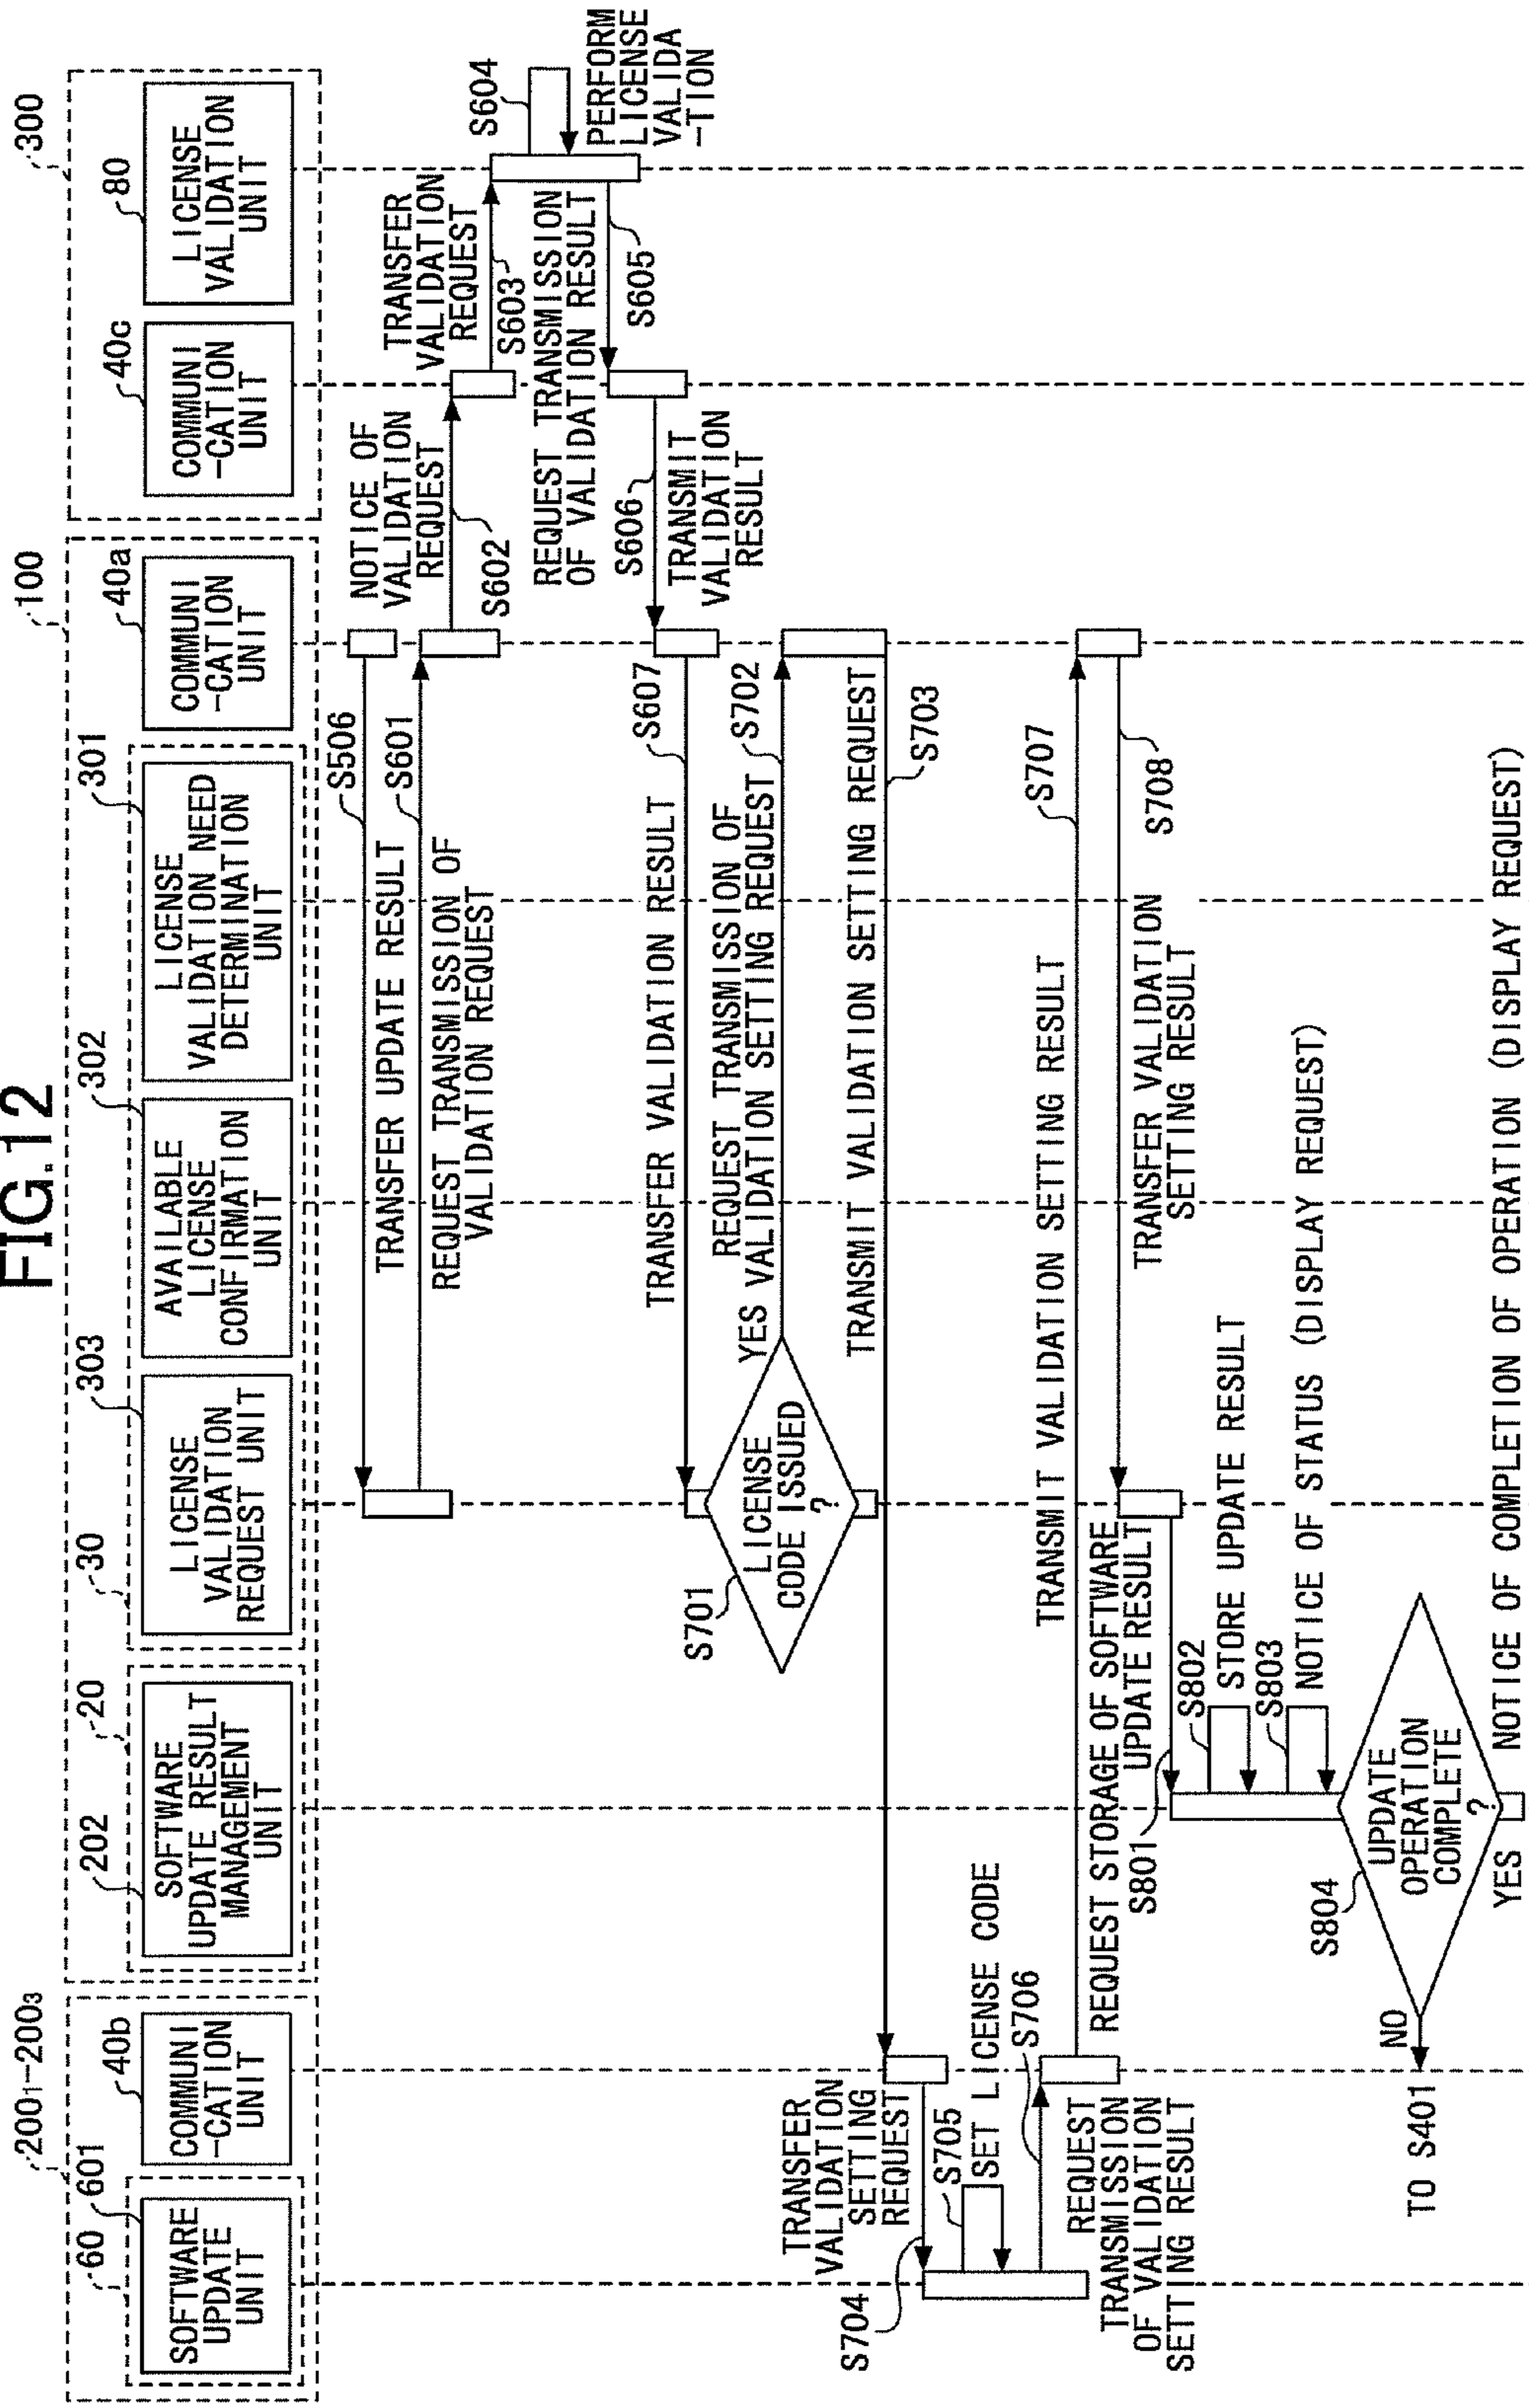 FIG.12
200₁-200₃
100
300
60
601
40b
202
20
30
303
302
301
40a
40c
80
SOFTWARE
UPDATE
UNIT
COMMUNI
-CATION
UNIT
SOFTWARE
UPDATE RESULT
MANAGEMENT
UNIT
LICENSE
VALIDATION
REQUEST UNIT
AVAILABLE
LICENSE
CONFIRMATION
UNIT
LICENSE
VALIDATION NEED
DETERMINATION
UNIT
COMMUNI
-CATION
UNIT
COMMUNI
-CATION
UNIT
LICENSE
VALIDATION
UNIT
S506
TRANSFER UPDATE RESULT
S601
REQUEST TRANSMISSION OF
VALIDATION REQUEST
NOTICE OF
VALIDATION
REQUEST
S602
TRANSFER
VALIDATION
REQUEST
S603
S604
PERFORM
LICENSE
VALIDA
-TION
REQUEST TRANSMISSION
OF VALIDATION RESULT
S605
S606
TRANSMIT
VALIDATION
RESULT
S607
TRANSFER VALIDATION RESULT
S701
LICENSE
CODE ISSUED
?
YES
REQUEST TRANSMISSION OF
VALIDATION SETTING REQUEST
S702
TRANSMIT VALIDATION SETTING REQUEST
S703
TRANSFER
VALIDATION
SETTING
REQUEST
S704
S705
SET LICENSE CODE
S706
REQUEST
TRANSMISSION
OF VALIDATION
SETTING RESULT
TRANSMIT VALIDATION SETTING RESULT
S707
S708
TRANSFER VALIDATION
SETTING RESULT
REQUEST STORAGE OF SOFTWARE
UPDATE RESULT
S801
S802
STORE UPDATE RESULT
S803
NOTICE OF STATUS (DISPLAY REQUEST)
S804
UPDATE
OPERATION
COMPLETE
?
NO
TO S401
YES
NOTICE OF COMPLETION OF OPERATION (DISPLAY REQUEST)